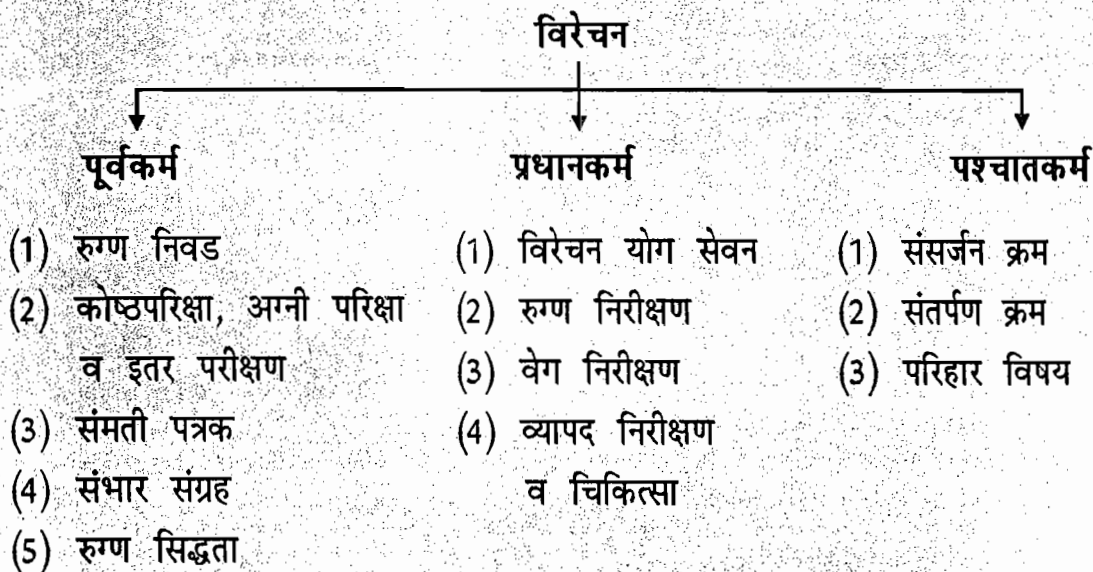 विरेचन
पूर्वकर्म
(1) रुग्ण निवड
(2) कोष्ठपरिक्षा, अग्नी परिक्षा
व इतर परीक्षण
(3) संमती पत्रक
(4) संभार संग्रह
(5) रुग्ण सिद्धता
प्रधानकर्म
(1) विरेचन योग सेवन
(2) रुग्ण निरीक्षण
(3) वेग निरीक्षण
(4) व्यापद निरीक्षण
व चिकित्सा
पश्चातकर्म
(1) संसर्जन क्रम
(2) संतर्पण क्रम
(3) परिहार विषय